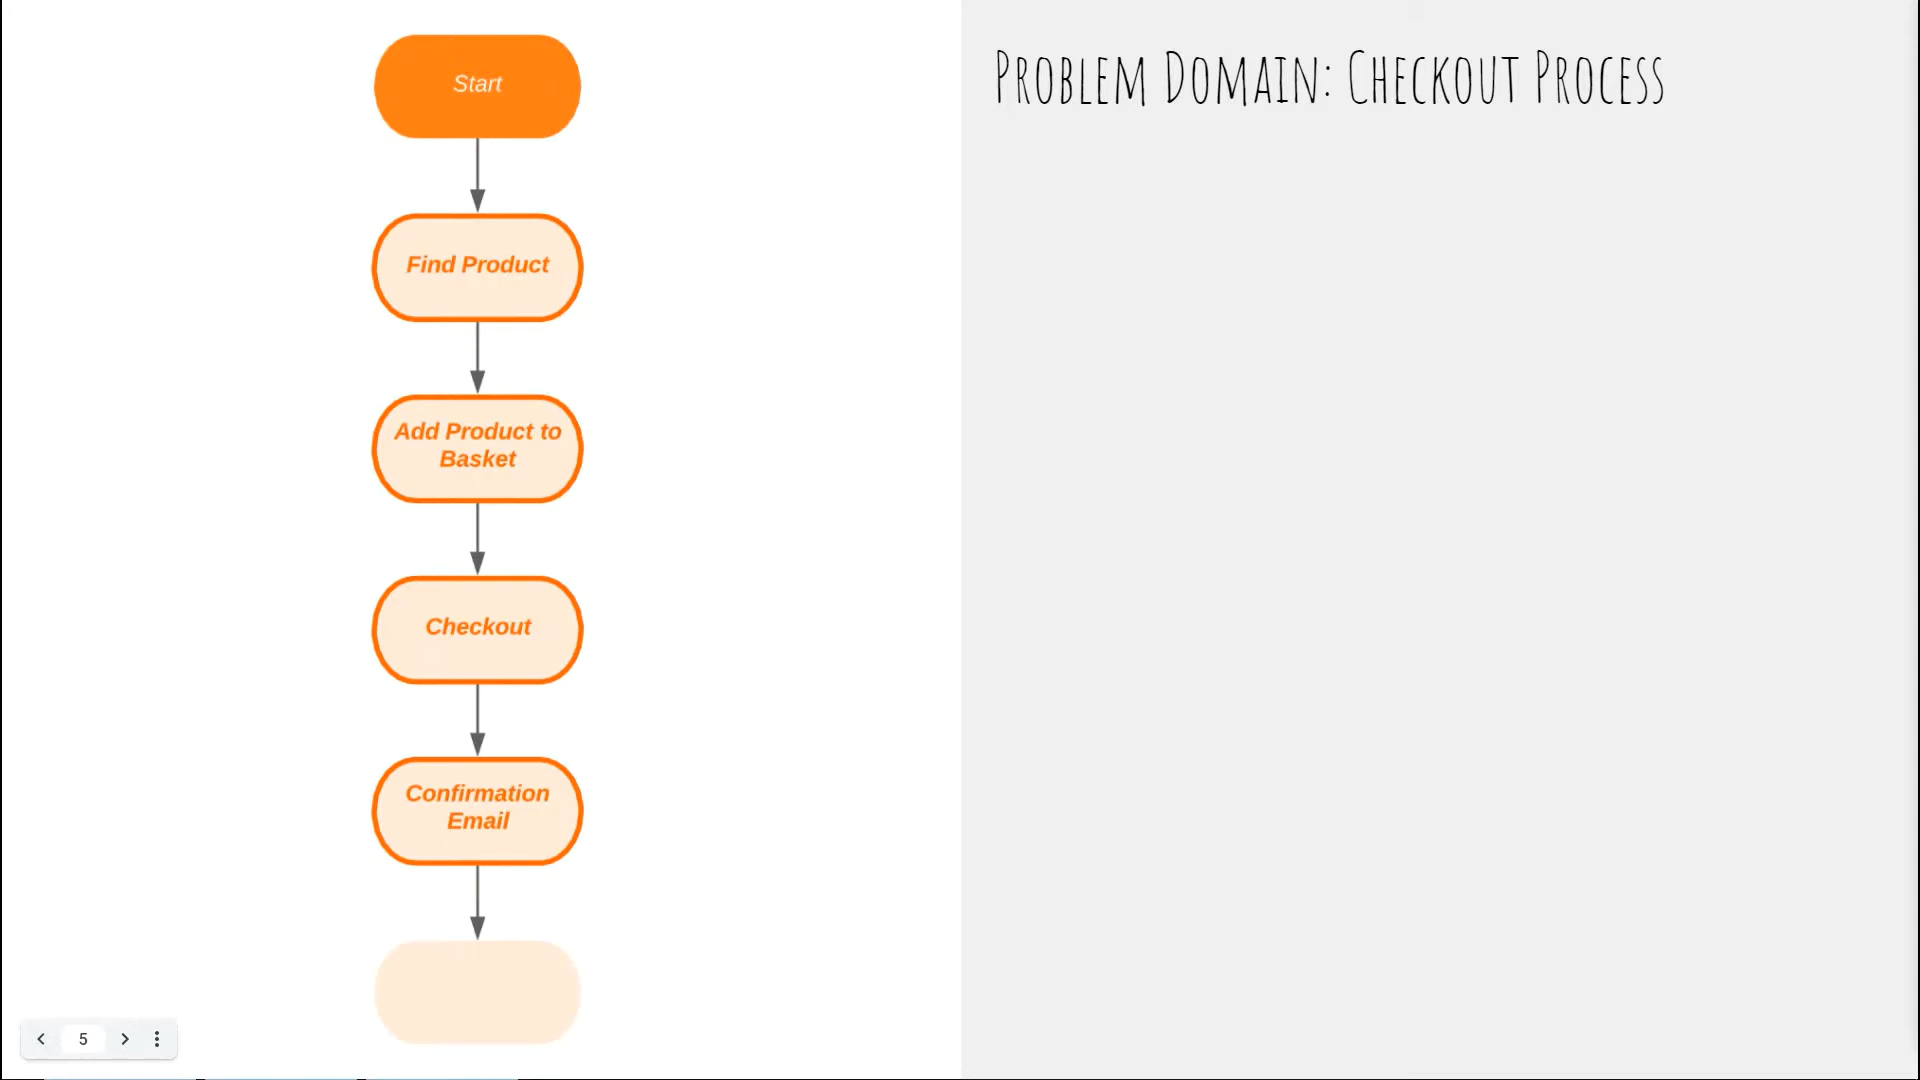 Start
Find Product
Add Product to
Basket
Checkout
Confirmation
Email
5
Problem Domain: Checkout Process